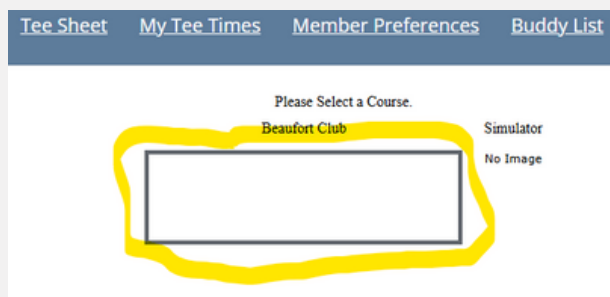 Tee Sheet My Tee Times Member Preferences Buddy List
Please Select a Course.
Beaufort Club Simulator
No Image